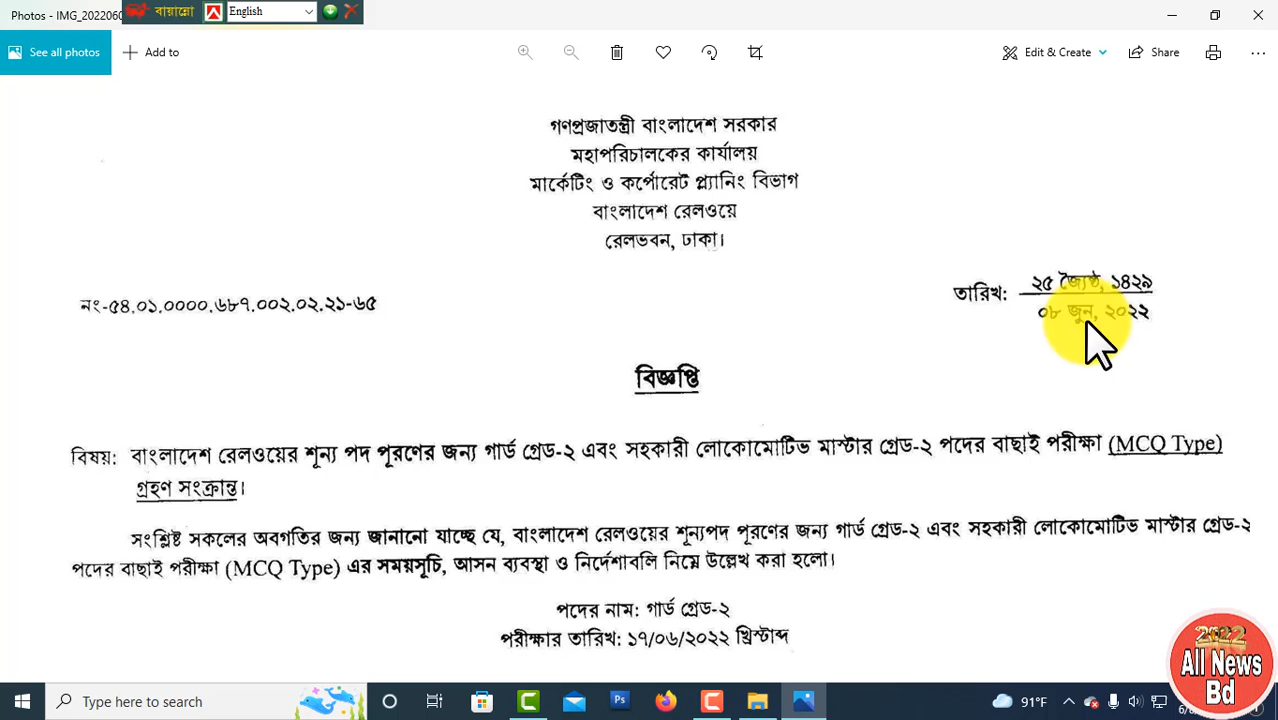 Photos - IMG_202206
বায়ান্নো
English
See all photos
Add to
Edit & Create
Share
গণপ্রজাতন্ত্রী বাংলাদেশ সরকার
মহাপরিচালকের কার্যালয়
মার্কেটিং ও কর্পোরেট প্ল্যানিং বিভাগ
বাংলাদেশ রেলওয়ে
রেলভবন, ঢাকা।
নং-৫৪.০১.০০০০.৬৮৭.০০২.০২.২১-৬৫
তারিখ: ২৫ জ্যৈষ্ঠ, ১৪২৯
০৮ জুন, ২০২২
বিজ্ঞপ্তি
বিষয়: বাংলাদেশ রেলওয়ের শূন্য পদ পূরণের জন্য গার্ড গ্রেড-২ এবং সহকারী লোকোমোটিভ মাস্টার গ্রেড-২ পদের বাছাই পরীক্ষা (MCQ Type)
গ্রহণ সংক্রান্ত।
সংশ্লিষ্ট সকলের অবগতির জন্য জানানো যাচ্ছে যে, বাংলাদেশ রেলওয়ের শূন্যপদ পূরণের জন্য গার্ড গ্রেড-২ এবং সহকারী লোকোমোটিভ মাস্টার গ্রেড-২
পদের বাছাই পরীক্ষা (MCQ Type) এর সময়সূচি, আসন ব্যবস্থা ও নির্দেশাবলি নিম্নে উল্লেখ করা হলো।
পদের নাম: গার্ড গ্রেড-২
পরীক্ষার তারিখ: ১৭/০৬/২০২২ খ্রিস্টাব্দ
2022
All News
Bd
Type here to search
91°F